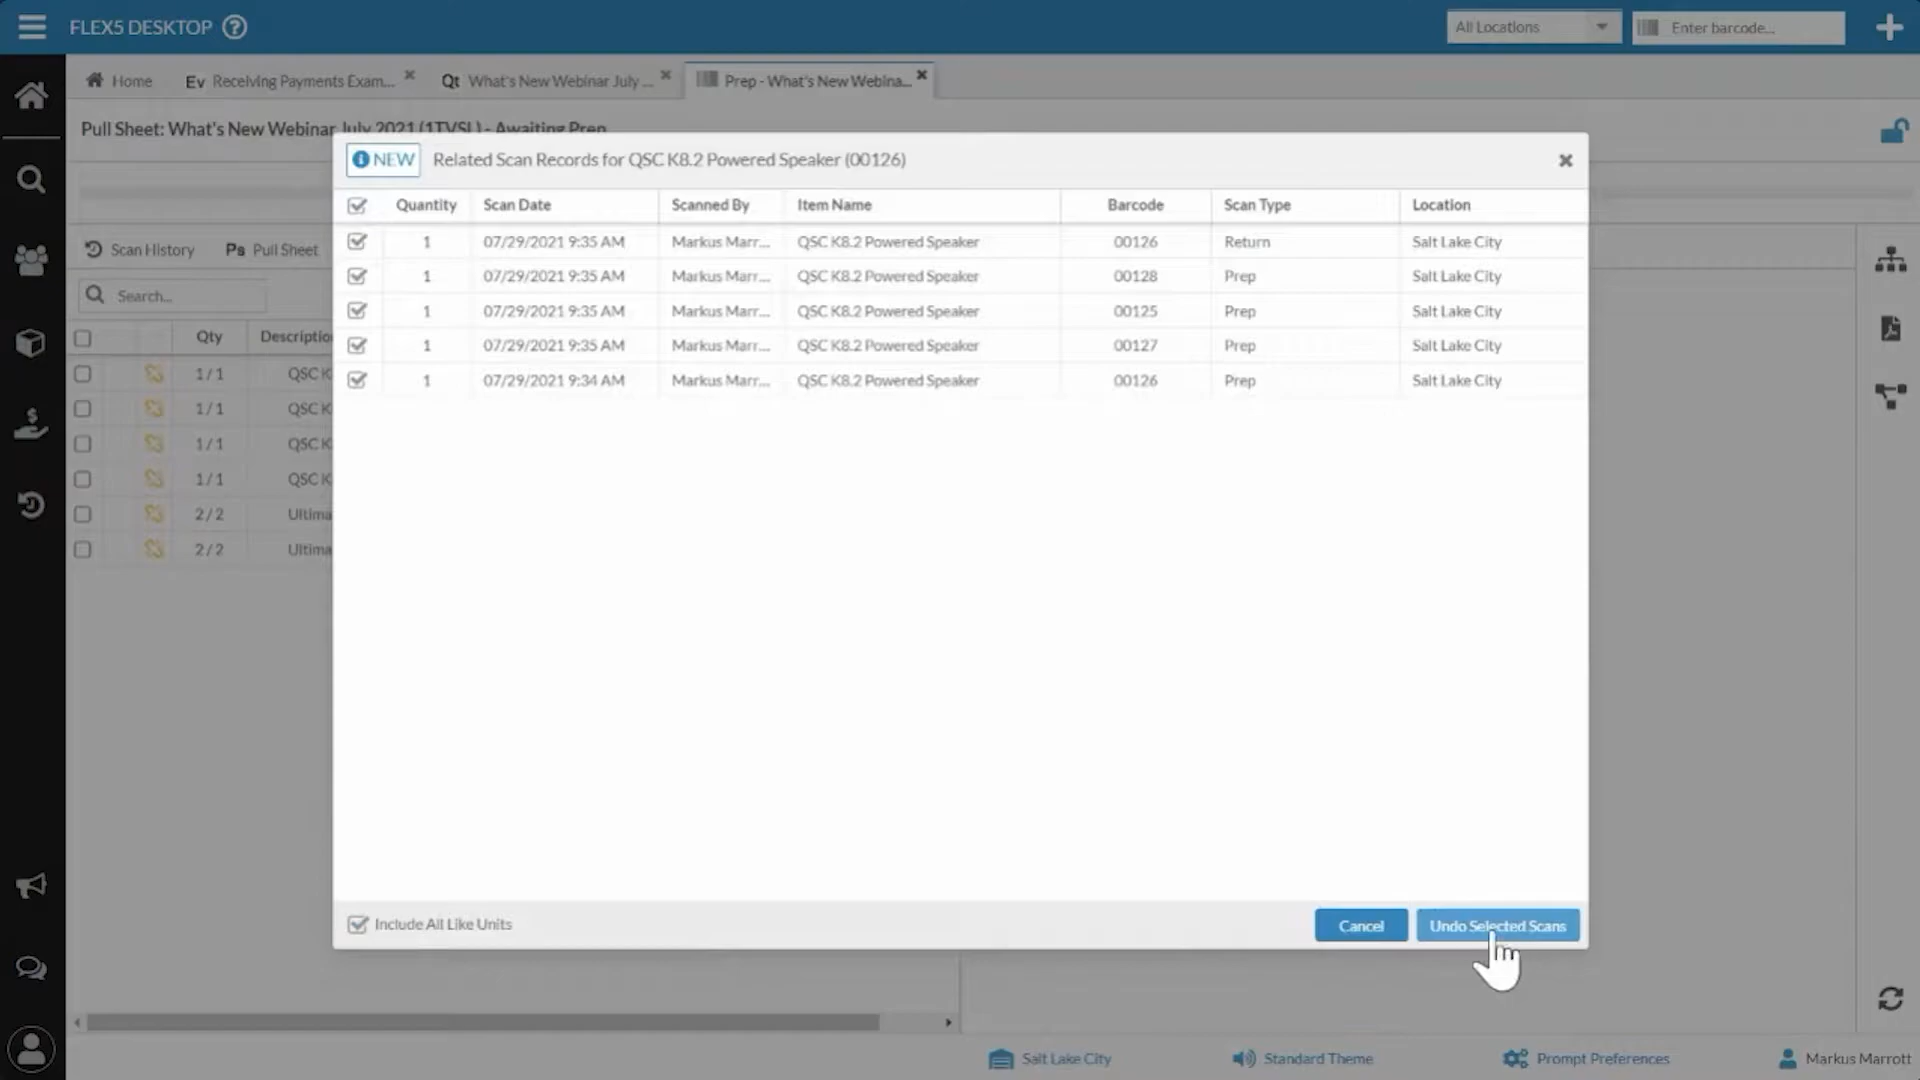 FLEX5 DESKTOP ?
All Locations
Enter barcode...
Home
Ev Receiving Payments Exam...
Qt What's New Webinar July ...
Prep - What's New Webina...
Pull Sheet: What's New Webinar July 2021 (1TVSL) - Awaiting Prep
Scan History
Ps Pull Sheet
Search...
Qty Descriptio
1 / 1 QSC K
1 / 1 QSC K
1 / 1 QSC K
1 / 1 QSC K
2 / 2 Ultima
2 / 2 Ultima
NEW Related Scan Records for QSC K8.2 Powered Speaker (00126)
Quantity Scan Date Scanned By Item Name Barcode Scan Type Location
1 07/29/2021 9:35 AM Markus Marr... QSC K8.2 Powered Speaker 00126 Return Salt Lake City
1 07/29/2021 9:35 AM Markus Marr... QSC K8.2 Powered Speaker 00128 Prep Salt Lake City
1 07/29/2021 9:35 AM Markus Marr... QSC K8.2 Powered Speaker 00125 Prep Salt Lake City
1 07/29/2021 9:35 AM Markus Marr... QSC K8.2 Powered Speaker 00127 Prep Salt Lake City
1 07/29/2021 9:34 AM Markus Marr... QSC K8.2 Powered Speaker 00126 Prep Salt Lake City
Include All Like Units
Cancel
Undo Selected Scans
Salt Lake City
Standard Theme
Prompt Preferences
Markus Marrott